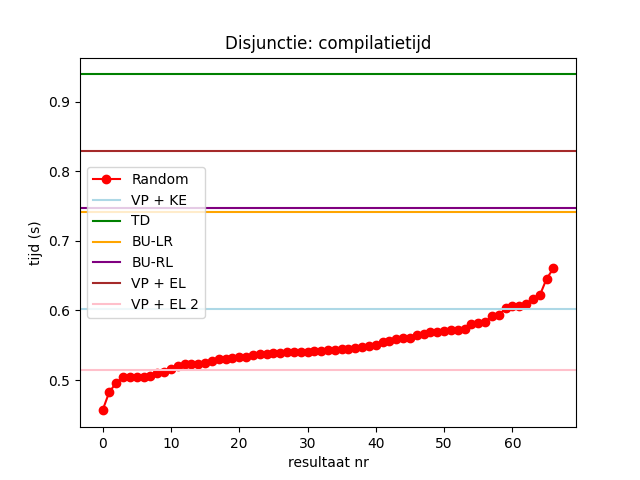 Disjunctie: compilatietijd
tijd (s)
0.9
0.8
0.7
0.6
0.5
Random
VP + KE
TD
BU-LR
BU-RL
VP + EL
VP + EL 2
0 10 20 30 40 50 60
resultaat nr